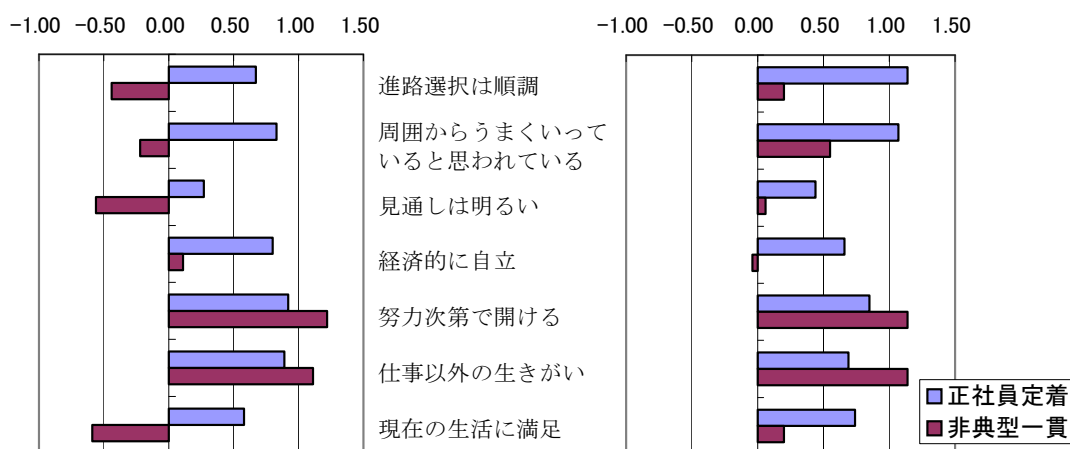 −1.00 −0.50 0.00 0.50 1.00 1.50
−1.00 −0.50 0.00 0.50 1.00 1.50
進路選択は順調
周囲からうまくいって
いると思われている
見通しは明るい
経済的に自立
努力次第で開ける
仕事以外の生きがい
現在の生活に満足
正社員定着
非典型一貫